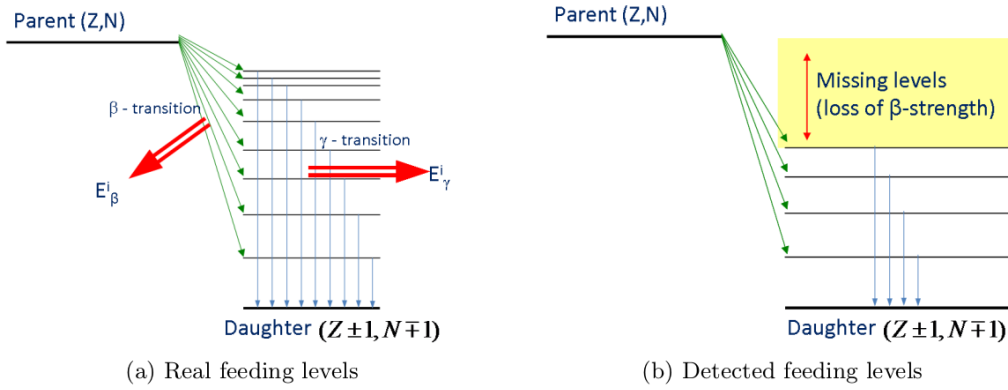 Parent (Z,N)
β - transition
γ - transition
E^i_β
E^i_γ
Daughter (Z ±1, N∓1)
(a) Real feeding levels
Parent (Z,N)
Missing levels
(loss of β-strength)
Daughter (Z ±1, N∓1)
(b) Detected feeding levels